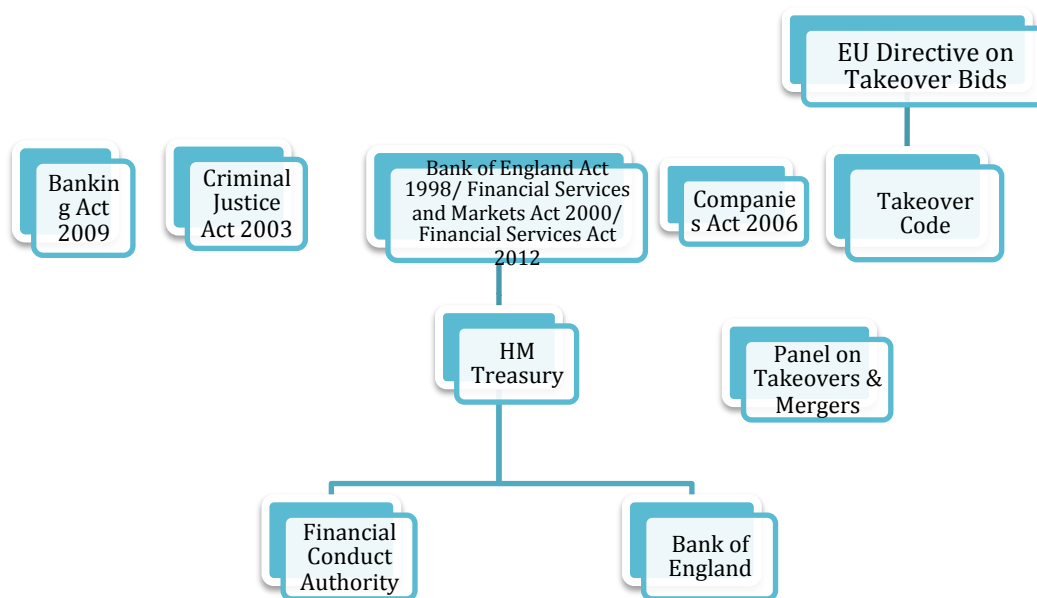 EU Directive on
Takeover Bids
Bankin
g Act
2009
Criminal
Justice
Act 2003
Bank of England Act
1998/ Financial Services
and Markets Act 2000/
Financial Services Act
2012
Companie
s Act 2006
Takeover
Code
HM
Treasury
Panel on
Takeovers &
Mergers
Financial
Conduct
Authority
Bank of
England